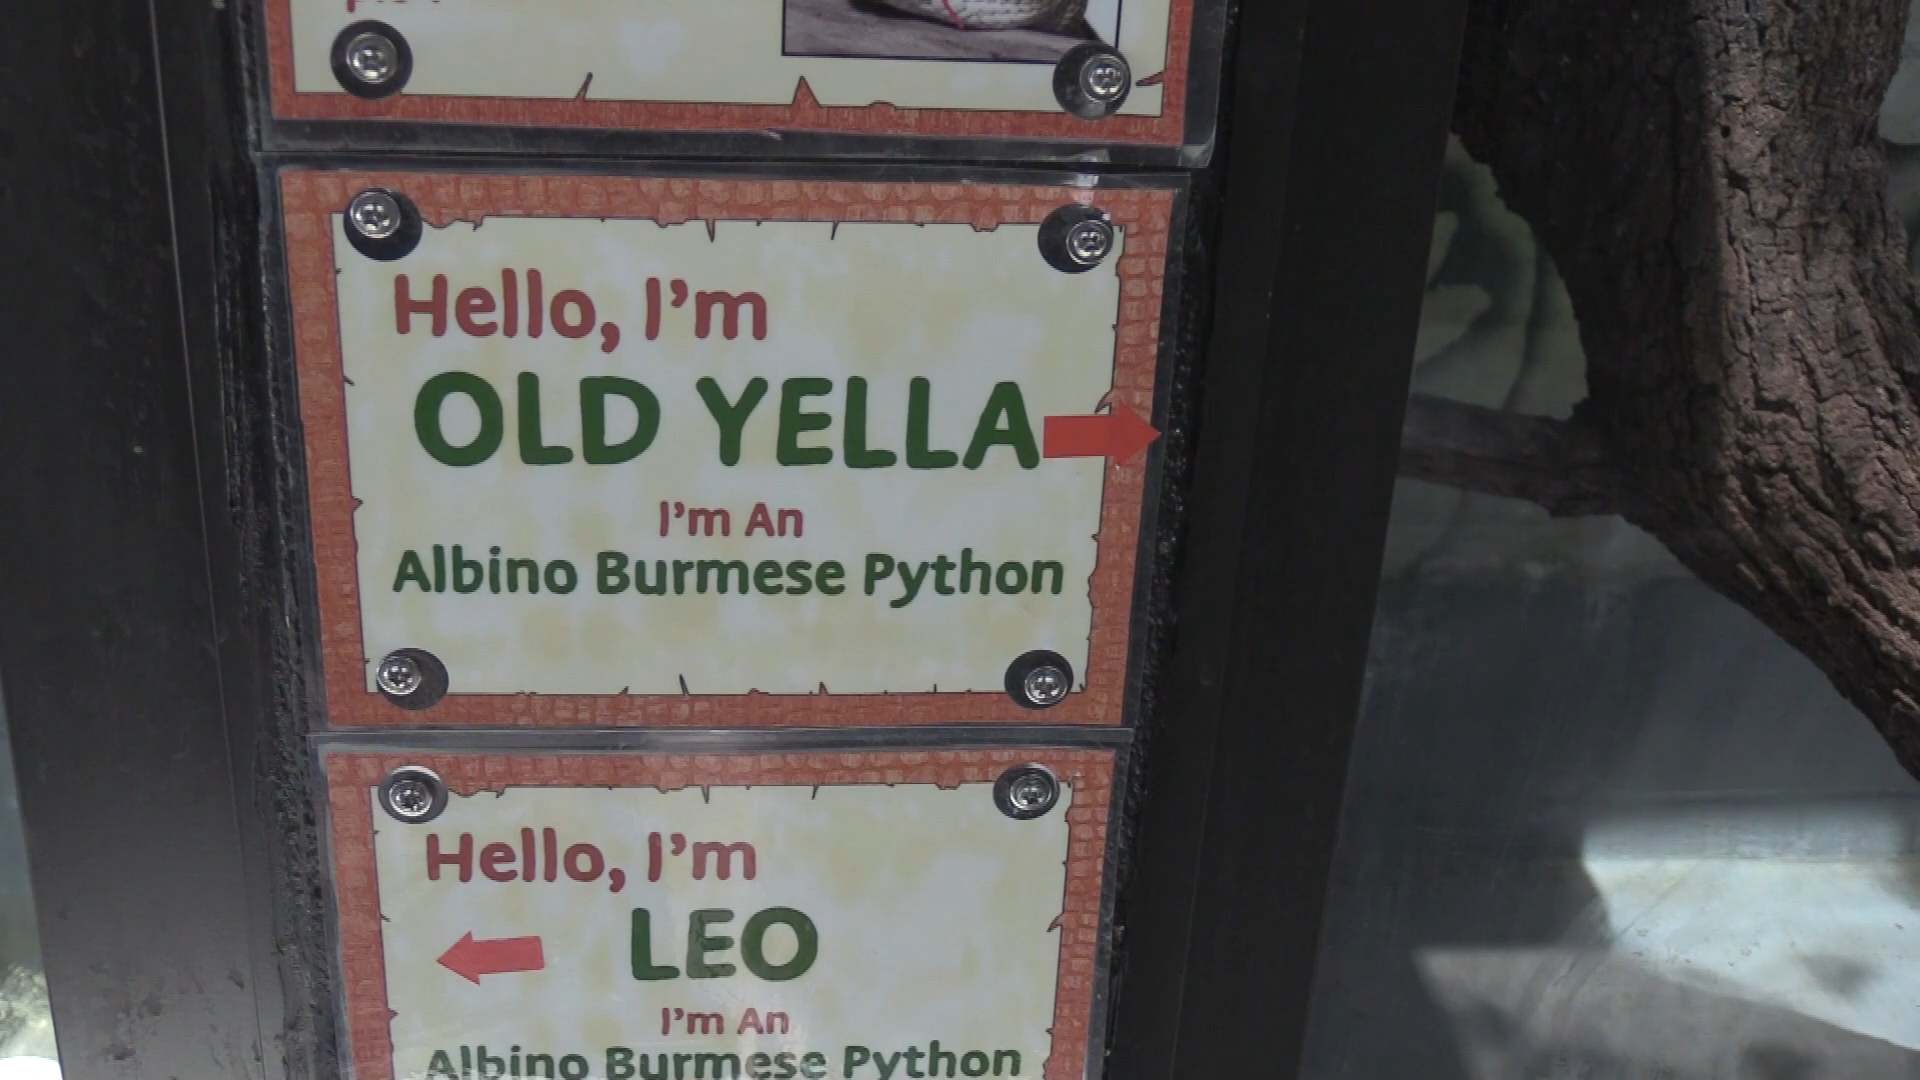 Hello, I'm
OLD YELLA
I'm An
Albino Burmese Python
Hello, I'm
LEO
I'm An
Albino Burmese Python